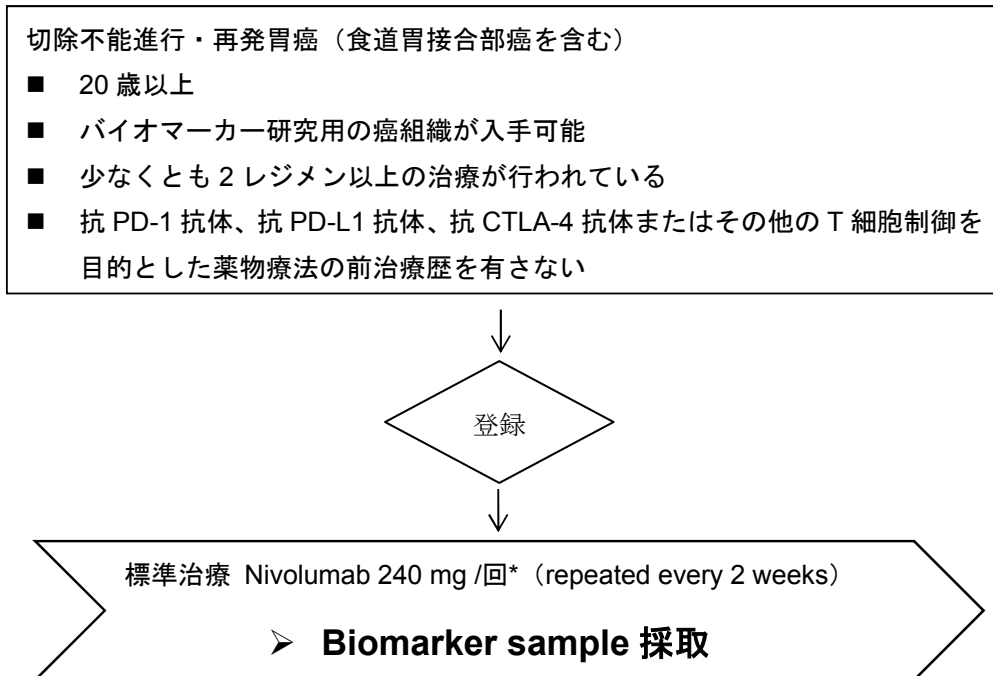 切除不能進行・再発胃癌（食道胃接合部癌を含む）
■ 20 歳以上
■ バイオマーカー研究用の癌組織が入手可能
■ 少なくとも 2 レジメン以上の治療が行われている
■ 抗 PD-1 抗体、抗 PD-L1 抗体、抗 CTLA-4 抗体またはその他の T 細胞制御を
目的とした薬物療法の前治療歴を有さない
登録
標準治療 Nivolumab 240 mg /回*（repeated every 2 weeks）
➢ Biomarker sample 採取